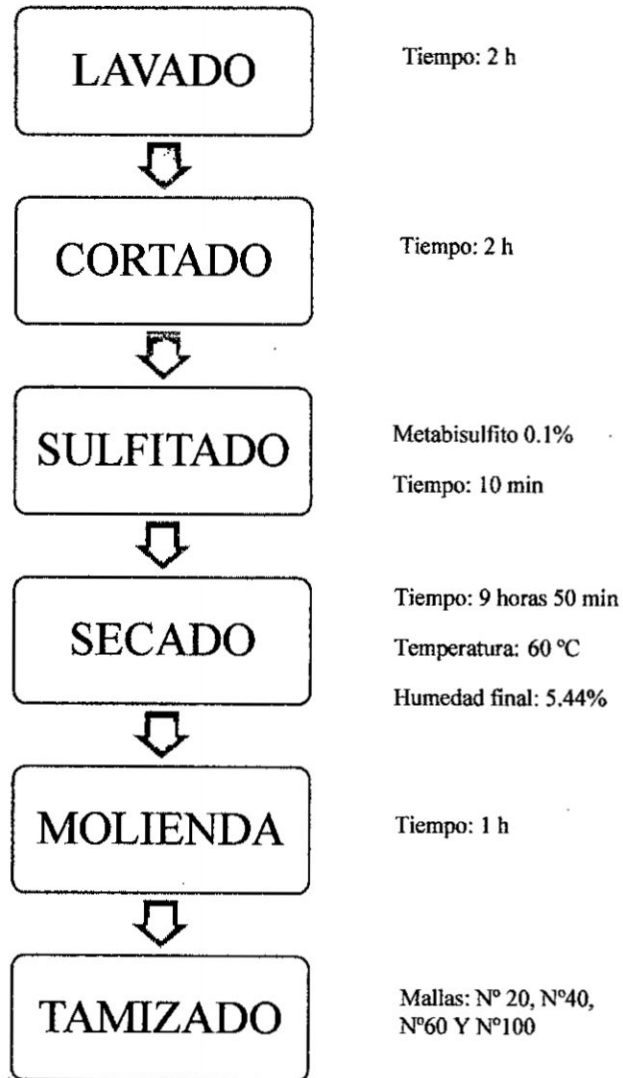 LAVADO
Tiempo: 2 h
CORTADO
Tiempo: 2 h
SULFITADO
Metabisulfito 0.1%
Tiempo: 10 min
SECADO
Tiempo: 9 horas 50 min
Temperatura: 60 ºC
Humedad final: 5.44%
MOLIENDA
Tiempo: 1 h
TAMIZADO
Mallas: Nº 20, Nº40,
Nº60 Y Nº100